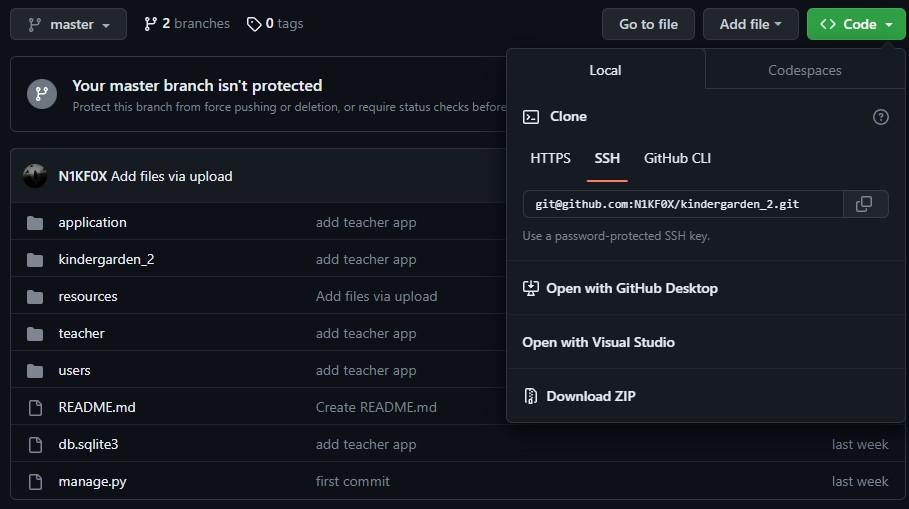 master
2 branches
0 tags
Go to file
Add file
<> Code
Your master branch isn't protected
Protect this branch from force pushing or deletion, or require status checks before
Local
Codespaces
Clone
HTTPS
SSH
GitHub CLI
git@github.com:N1KF0X/kindergarden_2.git
Use a password-protected SSH key.
Open with GitHub Desktop
Open with Visual Studio
Download ZIP
N1KF0X Add files via upload
application add teacher app
kindergarden_2 add teacher app
resources Add files via upload
teacher add teacher app
users add teacher app
README.md Create README.md
db.sqlite3 add teacher app last week
manage.py first commit last week